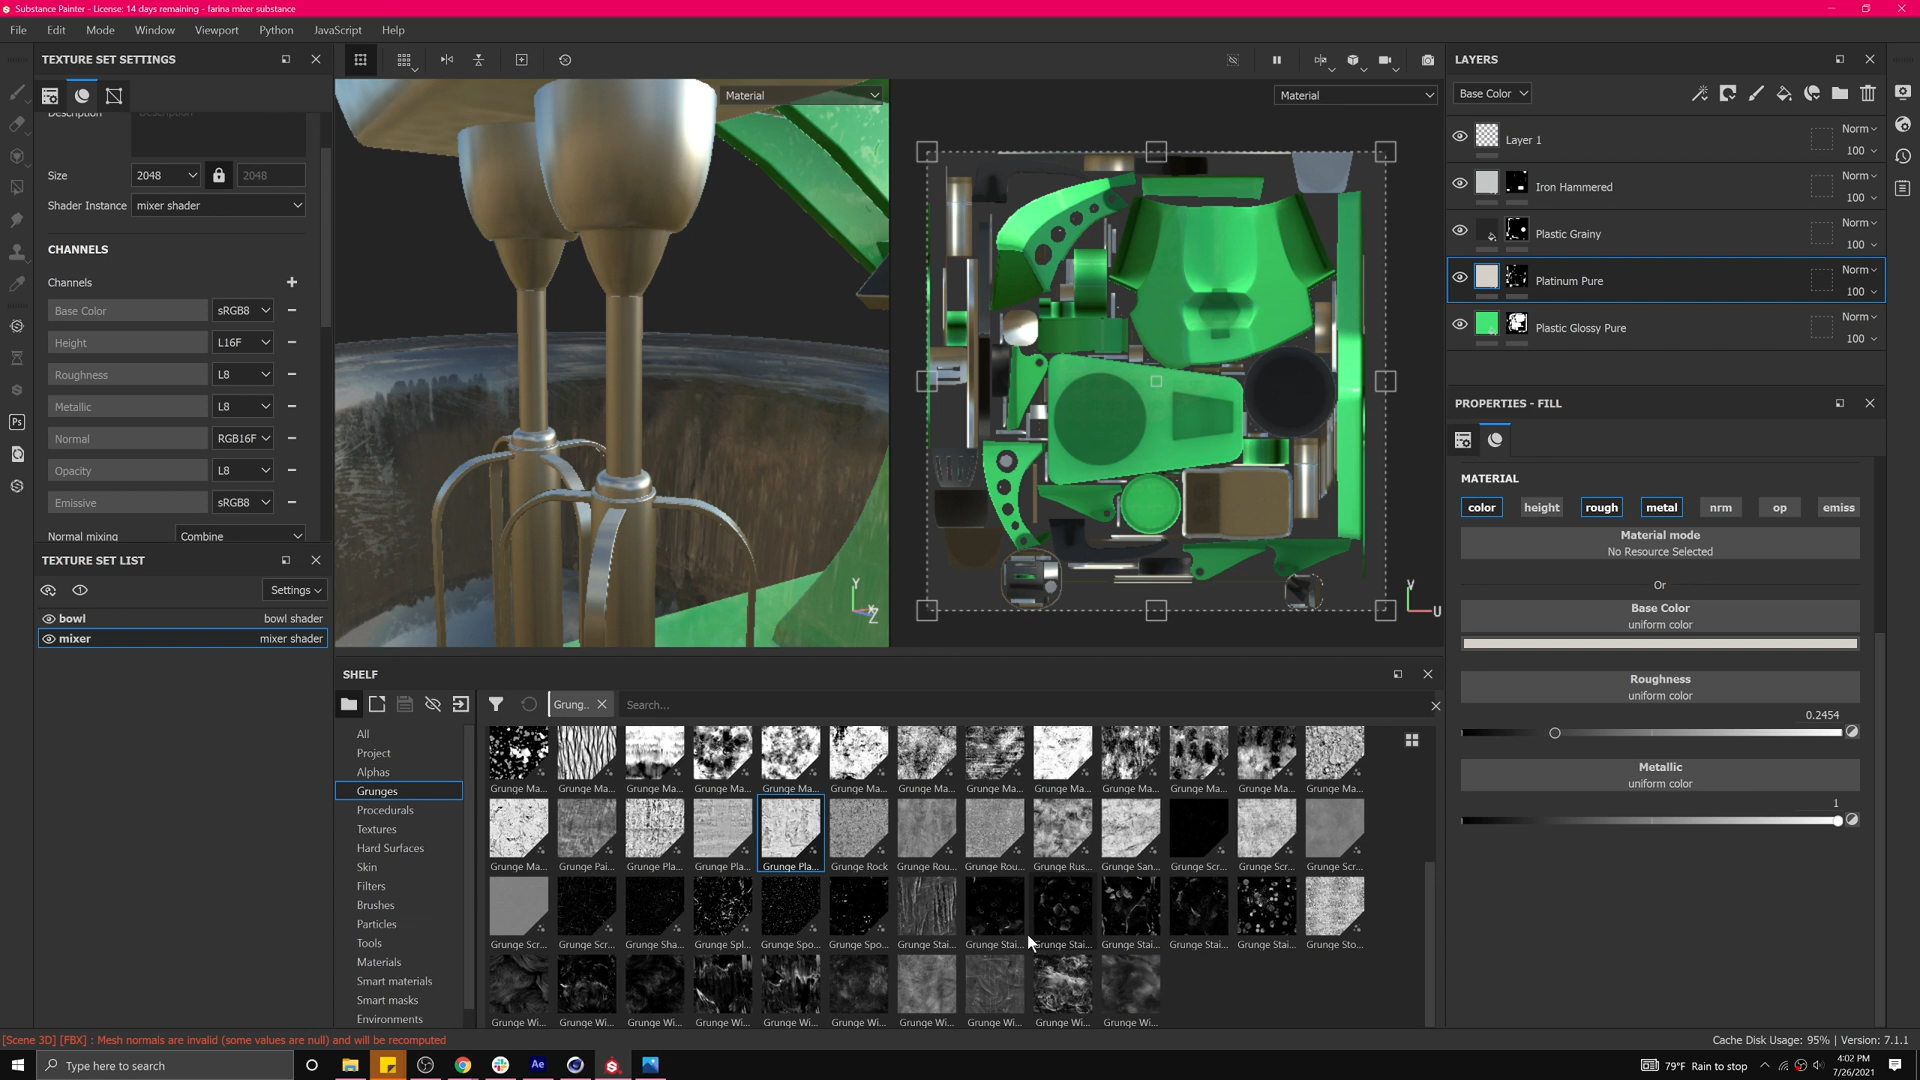 Substance Painter - License: 14 days remaining - farina mixer substance
File Edit Mode Window Viewport Python JavaScript Help
TEXTURE SET SETTINGS
Description
Size 2048 2048
Shader Instance mixer shader
CHANNELS
Channels
Base Color sRGB8
Height L16F
Roughness L8
Metallic L8
Normal RGB16F
Opacity L8
Emissive sRGB8
Normal mixing Combine
TEXTURE SET LIST
Settings
bowl bowl shader
mixer mixer shader
Material
Y
X
Z
Material
V
U
SHELF
Grung..
Search...
All
Project
Alphas
Grunges
Procedurals
Textures
Hard Surfaces
Skin
Filters
Brushes
Particles
Tools
Materials
Smart materials
Smart masks
Environments
Grunge Ma... Grunge Ma... Grunge Ma... Grunge Ma... Grunge Ma... Grunge Ma... Grunge Ma... Grunge Ma... Grunge Ma... Grunge Ma... Grunge Ma... Grunge Ma... Grunge Ma...
Grunge Ma... Grunge Pai... Grunge Pla... Grunge Pla... Grunge Pla... Grunge Rock Grunge Rou... Grunge Rou... Grunge Rus... Grunge San... Grunge Scr... Grunge Scr... Grunge Scr...
Grunge Scr... Grunge Scr... Grunge Sha... Grunge Spl... Grunge Spo... Grunge Spo... Grunge Stai... Grunge Stai... Grunge Stai... Grunge Stai... Grunge Stai... Grunge Stai... Grunge Sto...
Grunge Wi... Grunge Wi... Grunge Wi... Grunge Wi... Grunge Wi... Grunge Wi... Grunge Wi... Grunge Wi... Grunge Wi... Grunge Wi...
LAYERS
Base Color
Layer 1 Norm 100
Iron Hammered Norm 100
Plastic Grainy Norm 100
Platinum Pure Norm 100
Plastic Glossy Pure Norm 100
PROPERTIES - FILL
MATERIAL
color height rough metal nrm op emiss
Material mode
No Resource Selected
Or
Base Color
uniform color
Roughness
uniform color
0.2454
Metallic
uniform color
1
[Scene 3D] [FBX] : Mesh normals are invalid (some values are null) and will be recomputed
Cache Disk Usage: 95% | Version: 7.1.1
Type here to search
Ps
Ae
79°F Rain to stop
4:02 PM
7/26/2021